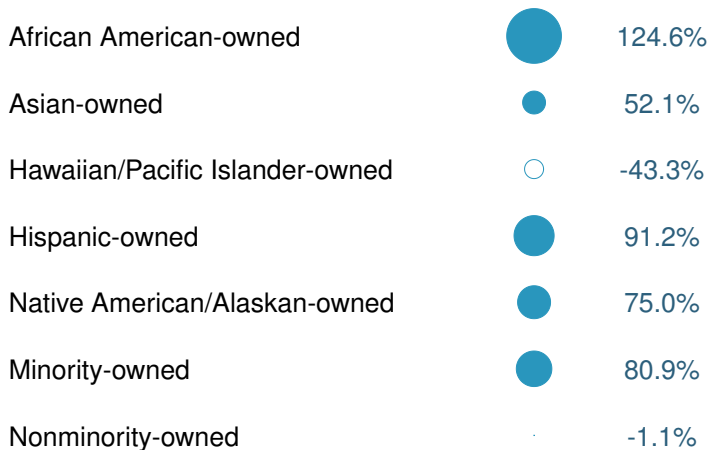 African American-owned 124.6%
Asian-owned 52.1%
Hawaiian/Pacific Islander-owned -43.3%
Hispanic-owned 91.2%
Native American/Alaskan-owned 75.0%
Minority-owned 80.9%
Nonminority-owned -1.1%